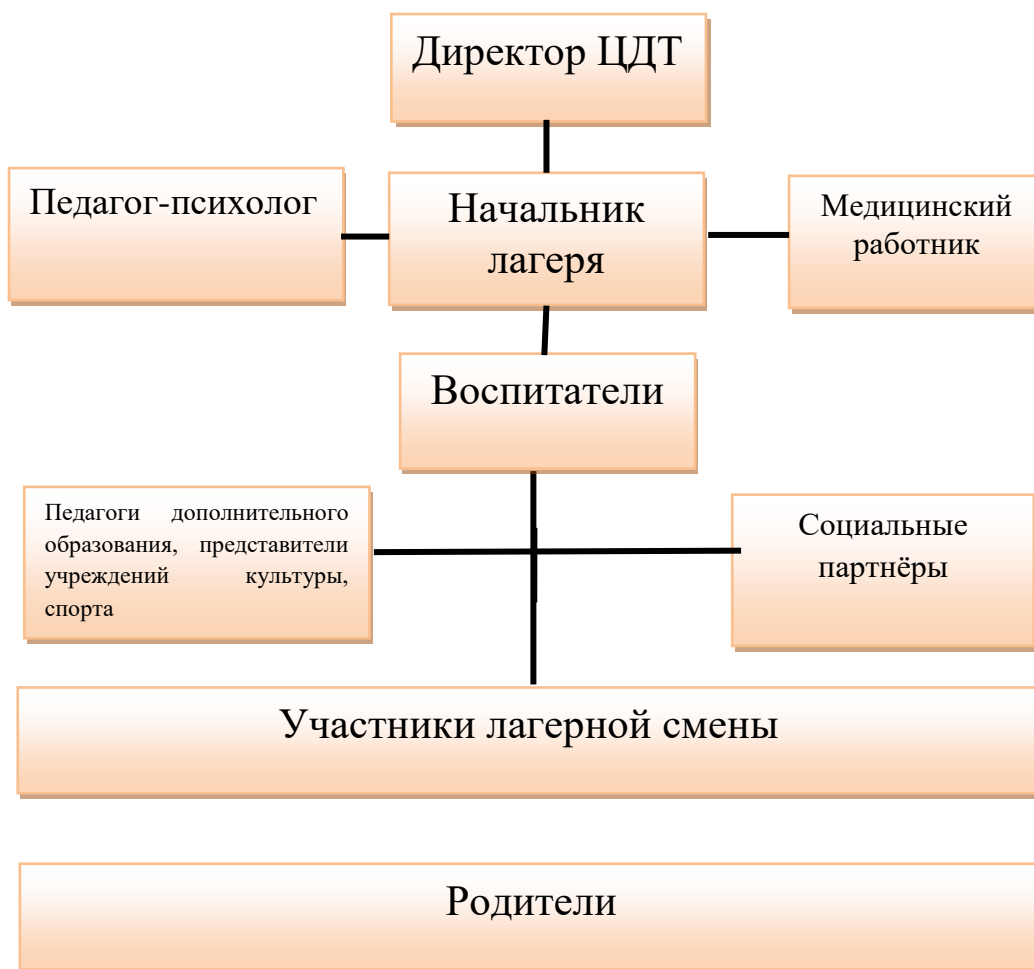 Директор ЦДТ
Педагог-психолог
Начальник
лагеря
Медицинский
работник
Воспитатели
Педагоги дополнительного
образования, представители
учреждений культуры,
спорта
Социальные
партнёры
Участники лагерной смены
Родители